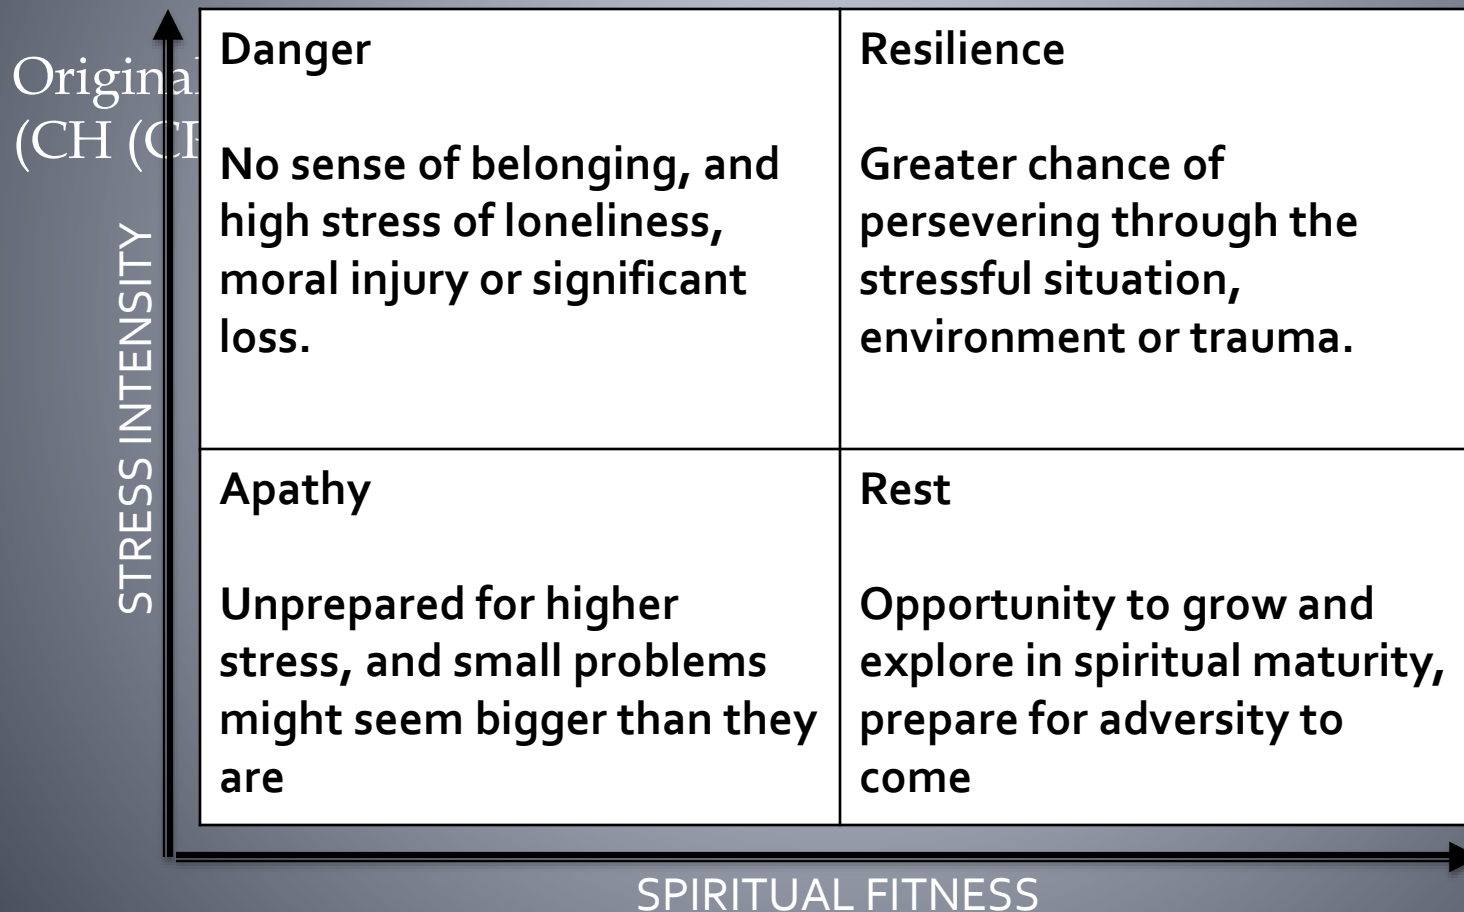 Danger
No sense of belonging, and
high stress of loneliness,
moral injury or significant
loss.
Resilience
Greater chance of
persevering through the
stressful situation,
environment or trauma.
Apathy
Unprepared for higher
stress, and small problems
might seem bigger than they
are
Rest
Opportunity to grow and
explore in spiritual maturity,
prepare for adversity to
come
STRESS INTENSITY
SPIRITUAL FITNESS
(CH